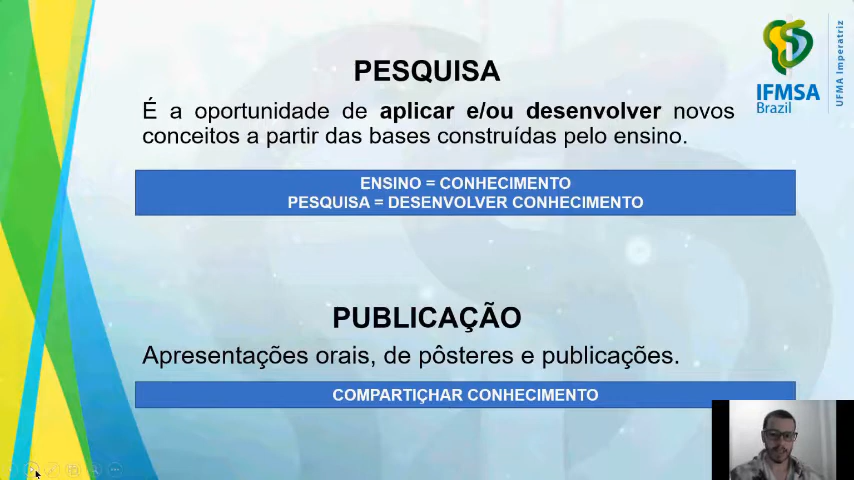 PESQUISA
É a oportunidade de aplicar e/ou desenvolver novos
conceitos a partir das bases construídas pelo ensino.
ENSINO = CONHECIMENTO
PESQUISA = DESENVOLVER CONHECIMENTO
PUBLICAÇÃO
Apresentações orais, de pôsteres e publicações.
COMPARTIÇHAR CONHECIMENTO
IFMSA
Brazil
UFMA Imperatriz